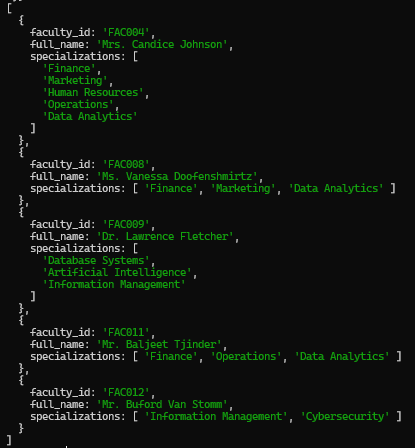 [
  {
    faculty_id: 'FAC004',
    full_name: 'Mrs. Candice Johnson',
    specializations: [
      'Finance',
      'Marketing',
      'Human Resources',
      'Operations',
      'Data Analytics'
    ]
  },
  {
    faculty_id: 'FAC008',
    full_name: 'Ms. Vanessa Doofenshmirtz',
    specializations: [ 'Finance', 'Marketing', 'Data Analytics' ]
  },
  {
    faculty_id: 'FAC009',
    full_name: 'Dr. Lawrence Fletcher',
    specializations: [
      'Database Systems',
      'Artificial Intelligence',
      'Information Management'
    ]
  },
  {
    faculty_id: 'FAC011',
    full_name: 'Mr. Baljeet Tjinder',
    specializations: [ 'Finance', 'Operations', 'Data Analytics' ]
  },
  {
    faculty_id: 'FAC012',
    full_name: 'Mr. Buford Van Stomm',
    specializations: [ 'Information Management', 'Cybersecurity' ]
  }
]